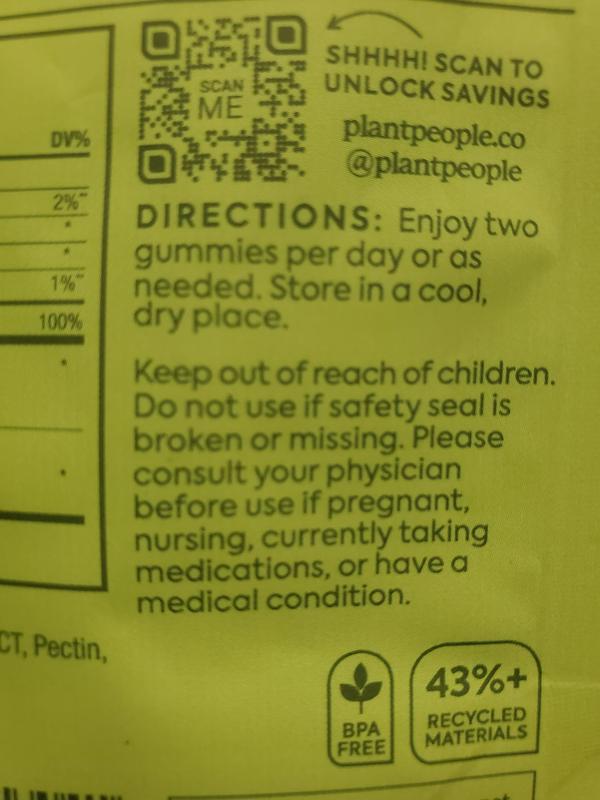 SCAN
ME
SHHHH! SCAN TO
UNLOCK SAVINGS
plantpeople.co
@plantpeople
DV%
2%**
*
*
1%**
100%
*
*
DIRECTIONS: Enjoy two
gummies per day or as
needed. Store in a cool,
dry place.
Keep out of reach of children.
Do not use if safety seal is
broken or missing. Please
consult your physician
before use if pregnant,
nursing, currently taking
medications, or have a
medical condition.
CT, Pectin,
BPA
FREE
43%+
RECYCLED
MATERIALS